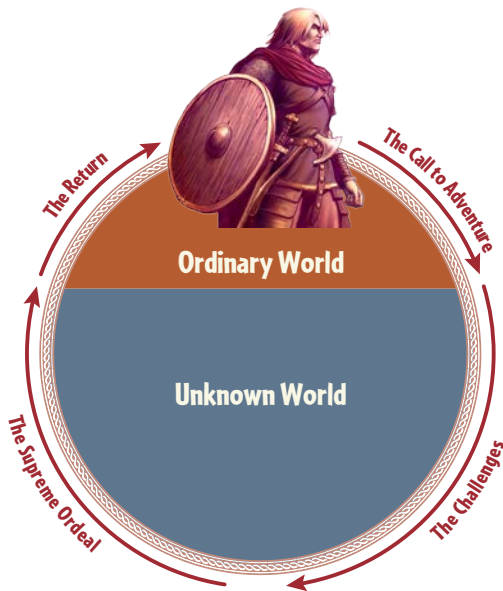 The Call to Adventure
The Return
Ordinary World
Unknown World
The Supreme Ordeal
The Challenges